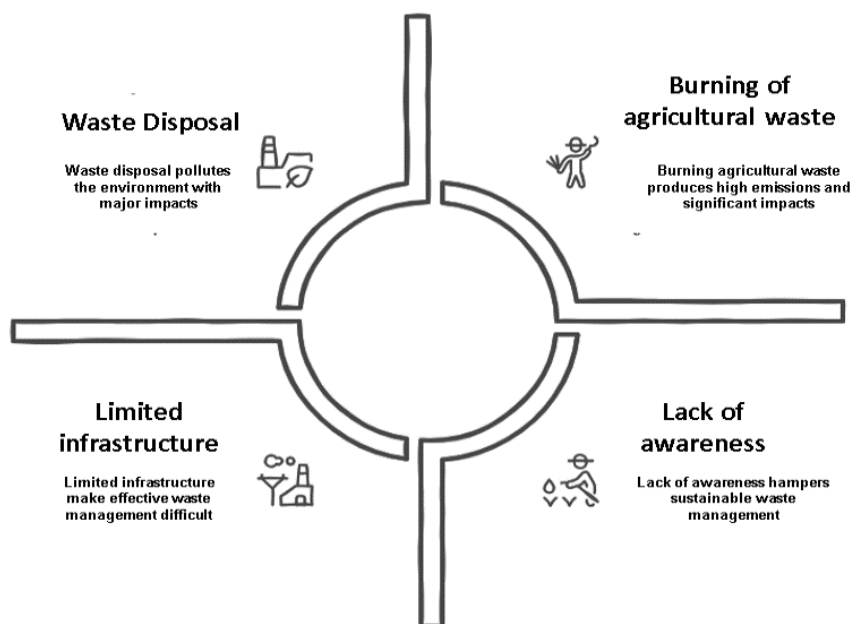 Waste Disposal
Waste disposal pollutes
the environment with
major impacts
Burning of
agricultural waste
Burning agricultural waste
produces high emissions and
significant impacts
Limited
infrastructure
Limited infrastructure
make effective waste
management difficult
Lack of
awareness
Lack of awareness hampers
sustainable waste
management